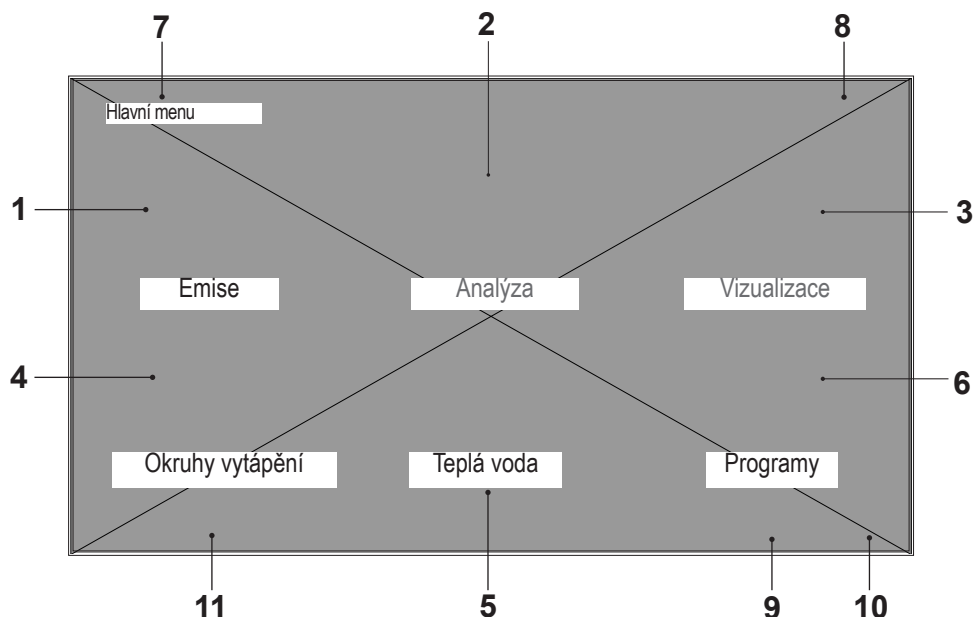 7 2 8
Hlavní menu
1 3
Emise Analýza Vizualizace
4 6
Okruhy vytápění Teplá voda Programy
11 5 9 10